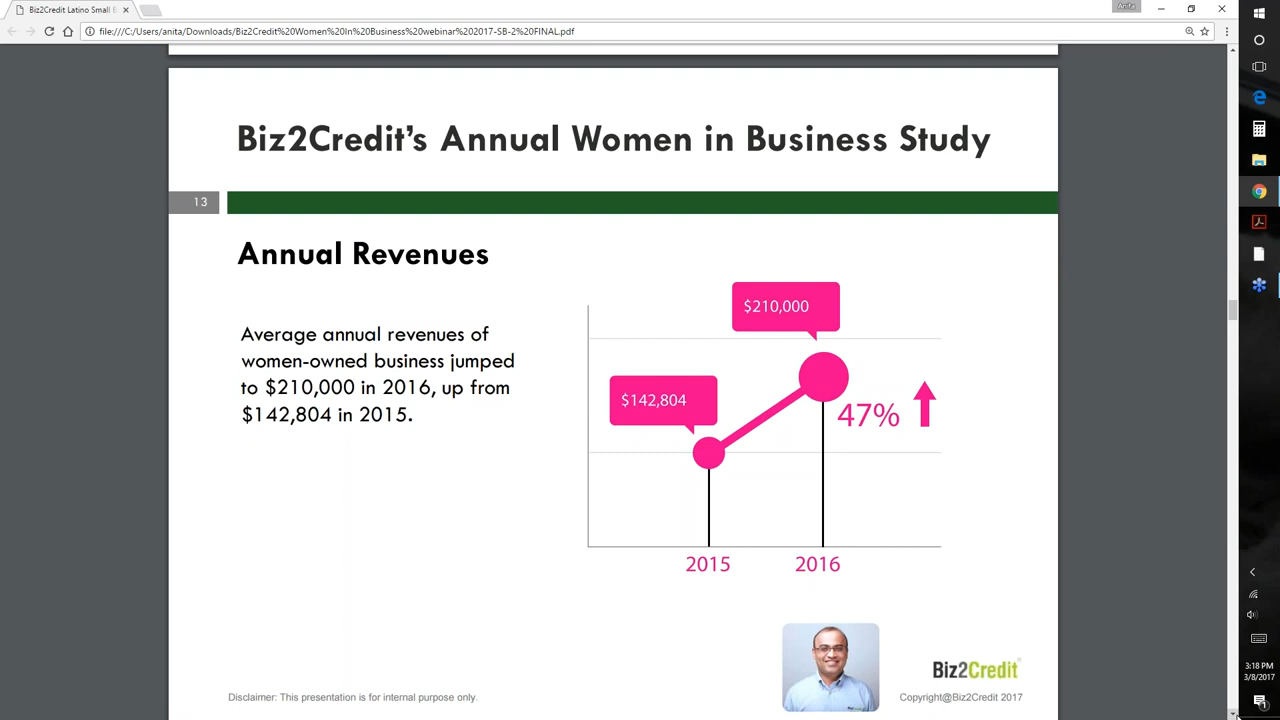 Biz2Credit Latino Small B
Anita
file:///C:/Users/anita/Downloads/Biz2Credit%20Women%20In%20Business%20webinar%202017-SB-2%20FINAL.pdf
Biz2Credit's Annual Women in Business Study
13
Annual Revenues
Average annual revenues of
women-owned business jumped
to $210,000 in 2016, up from
$142,804 in 2015.
$210,000
$142,804
47%
2015
2016
Biz2Credit
Disclaimer: This presentation is for internal purpose only.
Copyright@Biz2Credit 2017
3:18 PM
3/8/2017